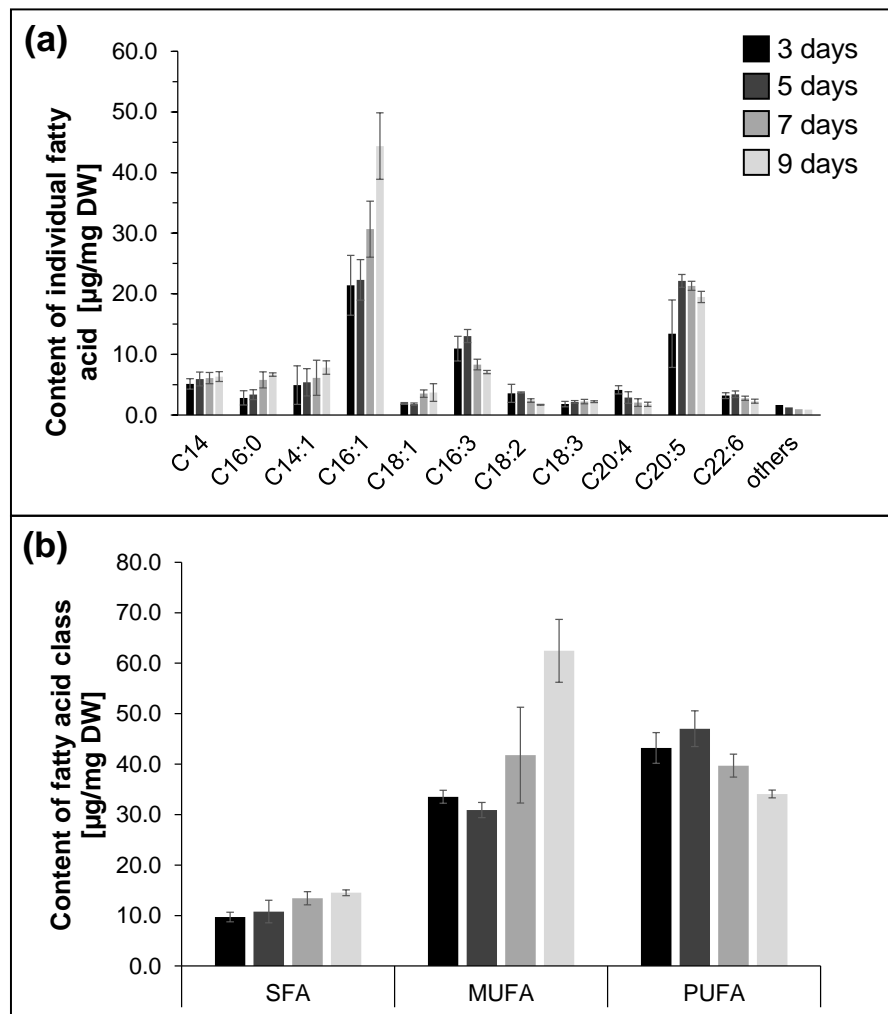 (a)
Content of individual fatty
acid [µg/mg DW]
60.0
50.0
40.0
30.0
20.0
10.0
0.0
3 days
5 days
7 days
9 days
C14
C16:0
C14:1
C16:1
C18:1
C16:3
C18:2
C18:3
C20:4
C20:5
C22:6
others
(b)
Content of fatty acid class
[µg/mg DW]
80.0
70.0
60.0
50.0
40.0
30.0
20.0
10.0
0.0
SFA
MUFA
PUFA